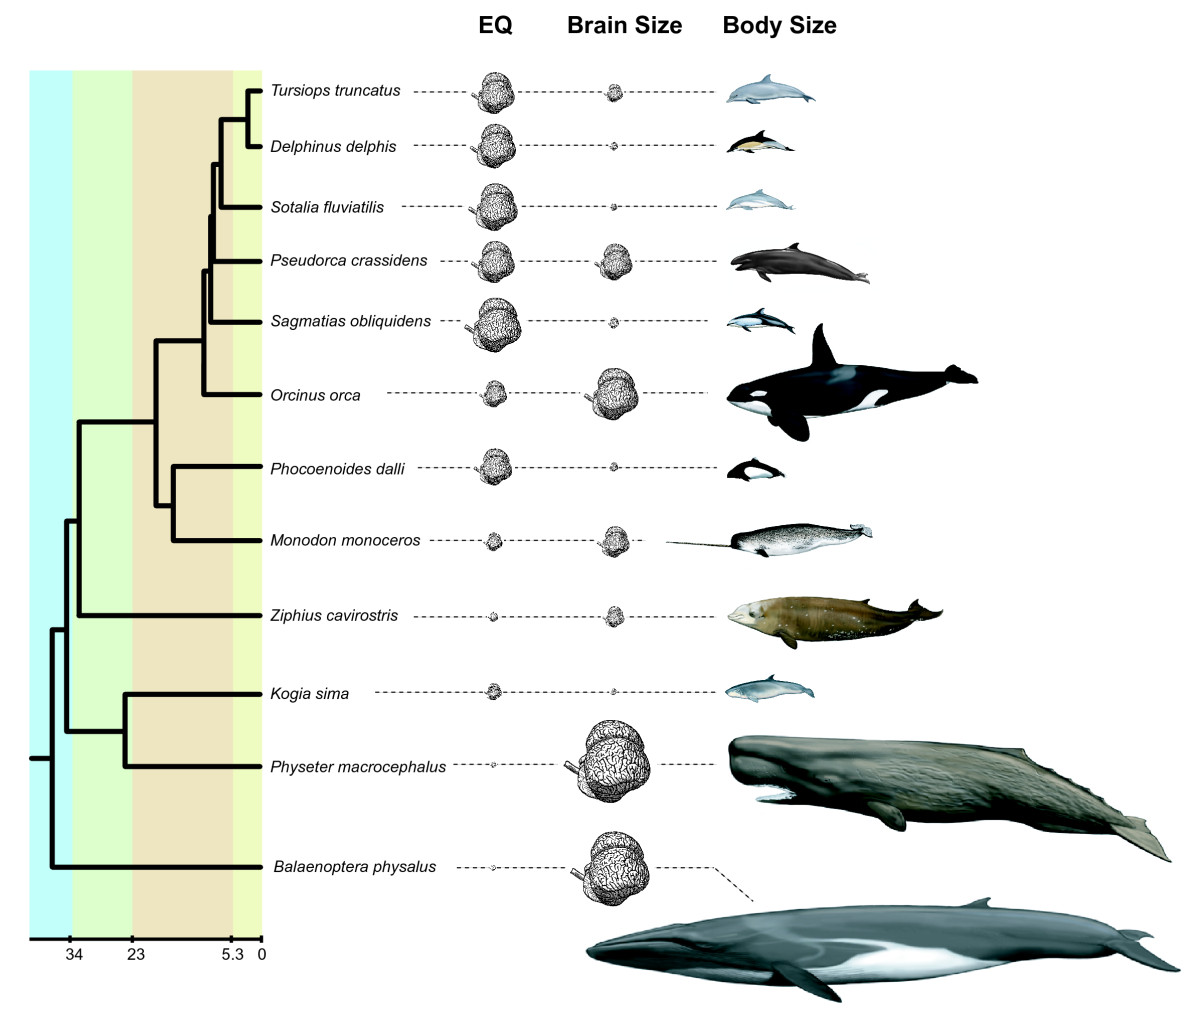 EQ Brain Size Body Size
Tursiops truncatus
Delphinus delphis
Sotalia fluviatilis
Pseudorca crassidens
Sagmatias obliquidens
Orcinus orca
Phocoenoides dalli
Monodon monoceros
Ziphius cavirostris
Kogia sima
Physeter macrocephalus
Balaenoptera physalus
34 23 5.3 0